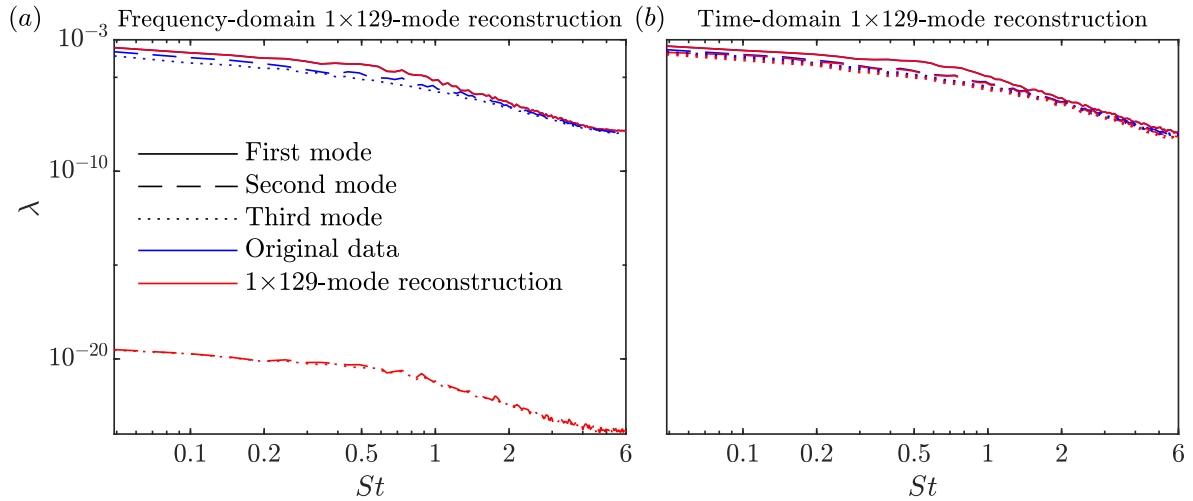 (a) Frequency-domain 1×129-mode reconstruction
(b) Time-domain 1×129-mode reconstruction
10⁻³
10⁻¹⁰
10⁻²⁰
λ
First mode
Second mode
Third mode
Original data
1×129-mode reconstruction
0.1 0.2 0.5 1 2 6
St
0.1 0.2 0.5 1 2 6
St